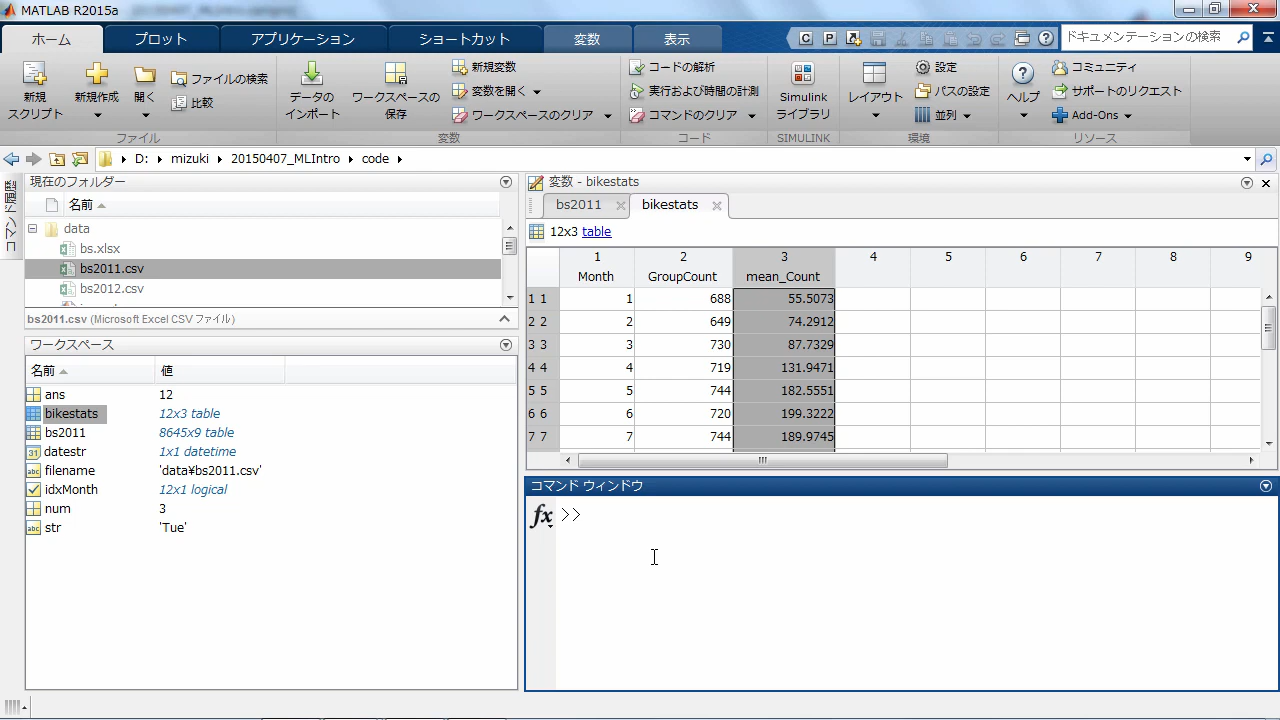 MATLAB R2015a
ホーム プロット アプリケーション ショートカット 変数 表示
ドキュメンテーションの検索
新規スクリプト 新規作成 開く ファイルの検索 比較
データのインポート ワークスペースの保存 新規変数 変数を開く ワークスペースのクリア
コードの解析 実行および時間の計測 コマンドのクリア
Simulink ライブラリ
レイアウト 設定 パスの設定 並列
ヘルプ コミュニティ サポートのリクエスト Add-Ons
ファイル 変数 コード SIMULINK 環境 リソース
D: mizuki 20150407_MLIntro code
現在のフォルダー
名前
data
bs.xlsx
bs2011.csv
bs2012.csv
bs2011.csv (Microsoft Excel CSV ファイル)
ワークスペース
名前 値
ans 12
bikestats 12x3 table
bs2011 8645x9 table
datestr 1x1 datetime
filename 'data¥bs2011.csv'
idxMonth 12x1 logical
num 3
str 'Tue'
変数 - bikestats
bs2011 bikestats
12x3 table
1 2 3 4 5 6 7 8 9
Month GroupCount mean_Count
1 1 1 688 55.5073
2 2 2 649 74.2912
3 3 3 730 87.7329
4 4 4 719 131.9471
5 5 5 744 182.5551
6 6 6 720 199.3222
7 7 7 744 189.9745
コマンド ウィンドウ
fx >>